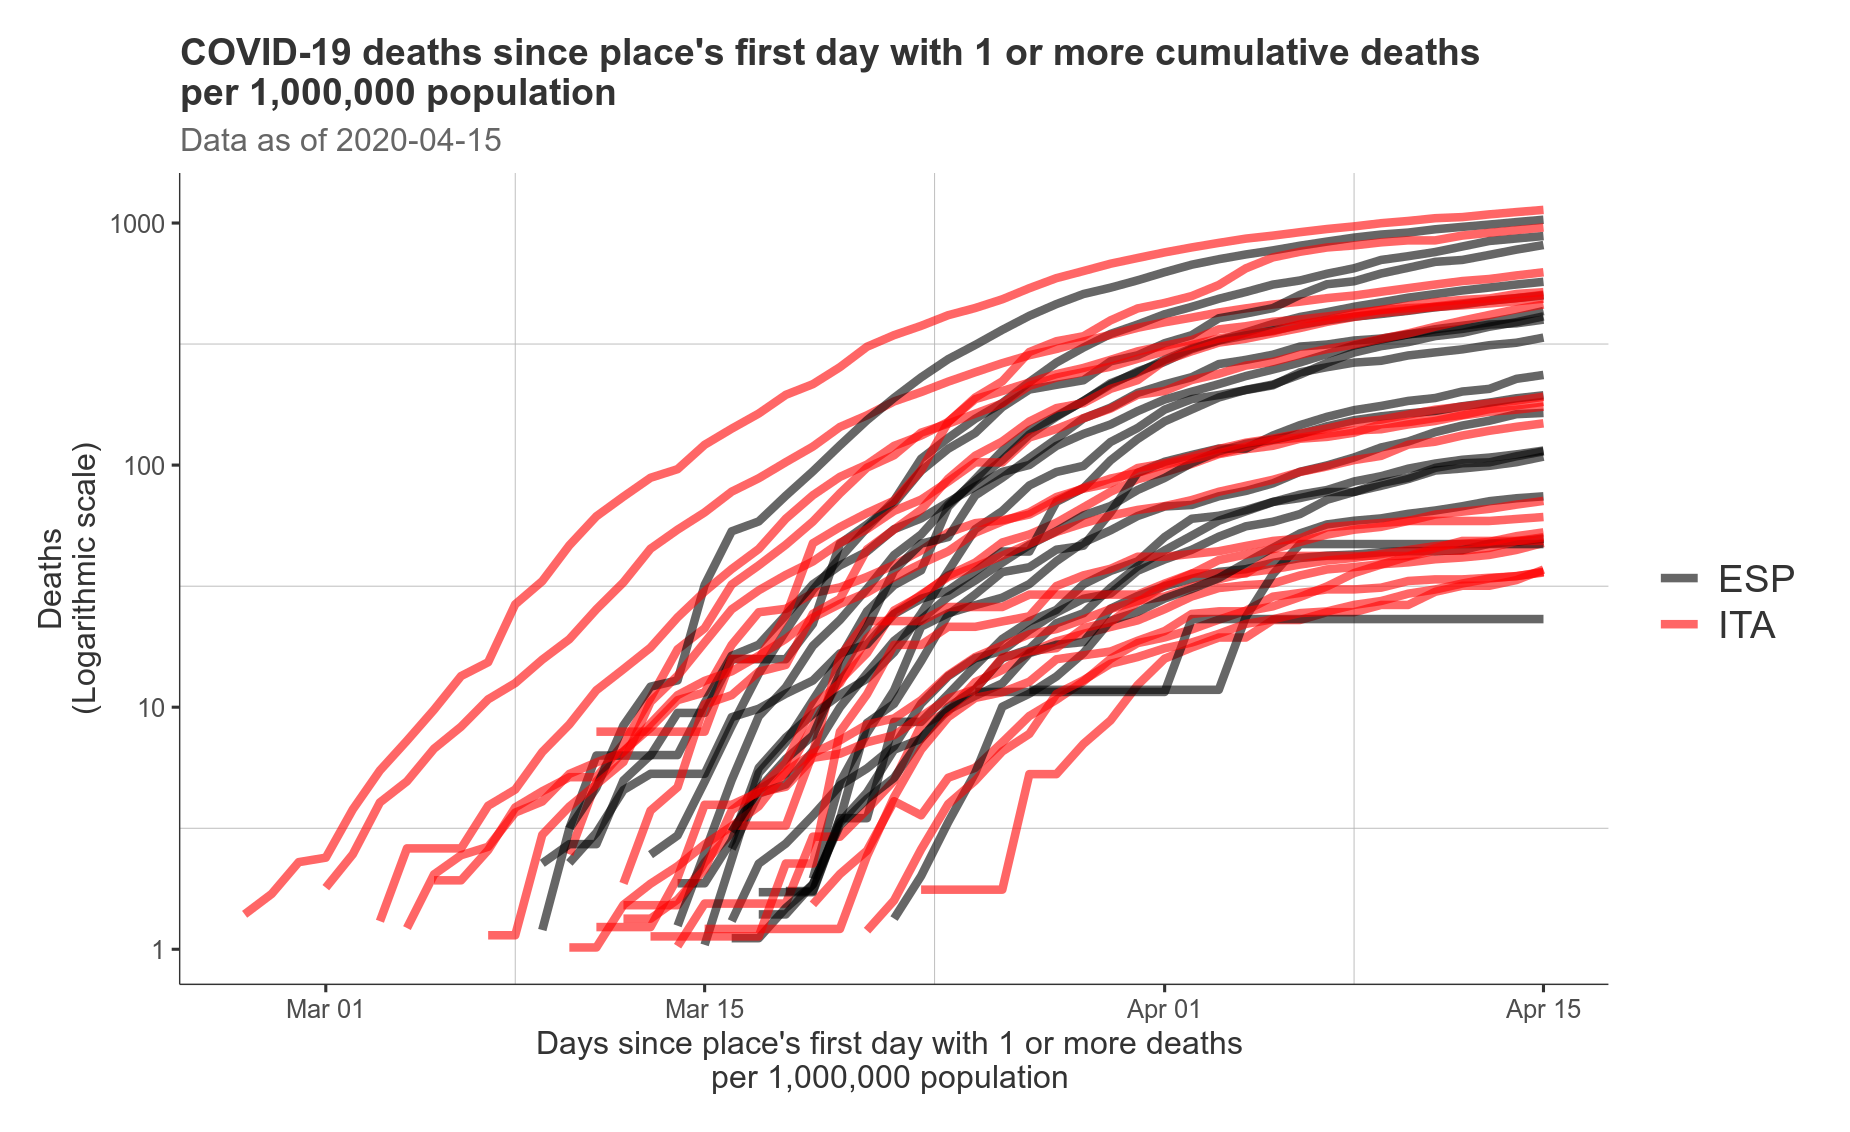 COVID-19 deaths since place's first day with 1 or more cumulative deaths
per 1,000,000 population
Data as of 2020-04-15
Deaths
(Logarithmic scale)
1000
100
10
1
ESP
ITA
Mar 01
Mar 15
Apr 01
Apr 15
Days since place's first day with 1 or more deaths
per 1,000,000 population